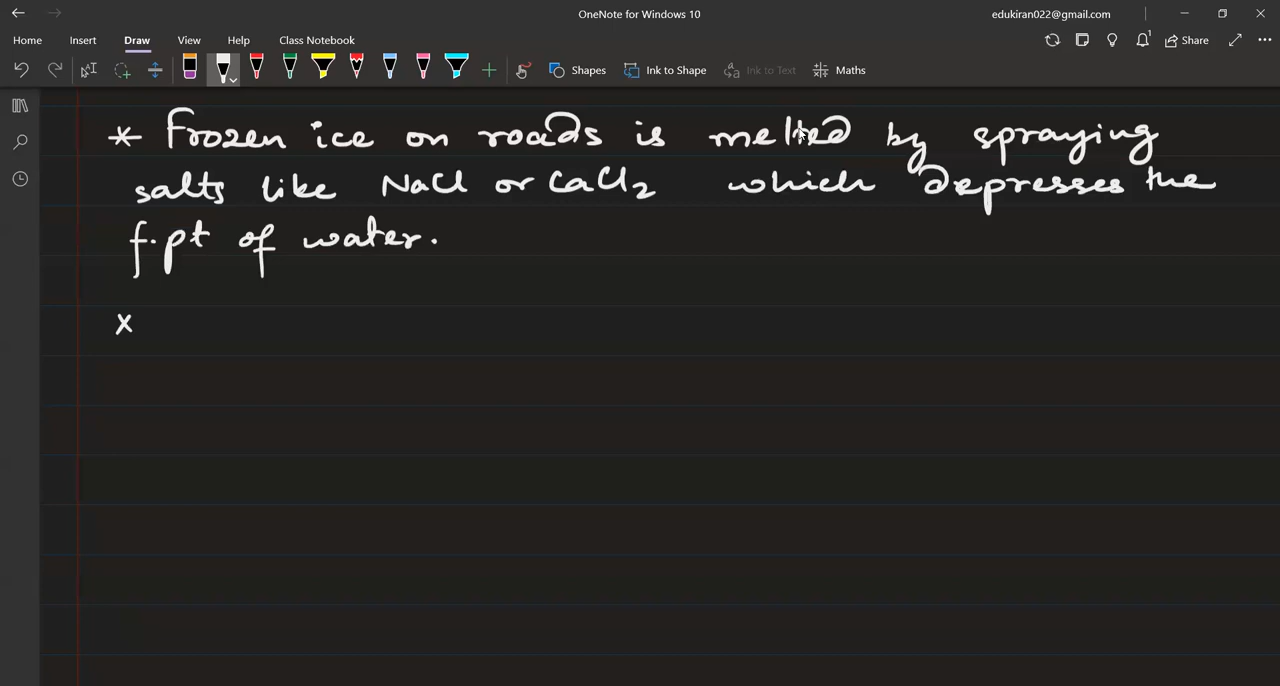 OneNote for Windows 10
edukiran022@gmail.com
Home Insert Draw View Help Class Notebook
Share
Shapes Ink to Shape Ink to Text Maths
* Frozen ice on roads is melted by spraying
salts like NaCl or CaCl2 which depresses the
f.pt of water.
*